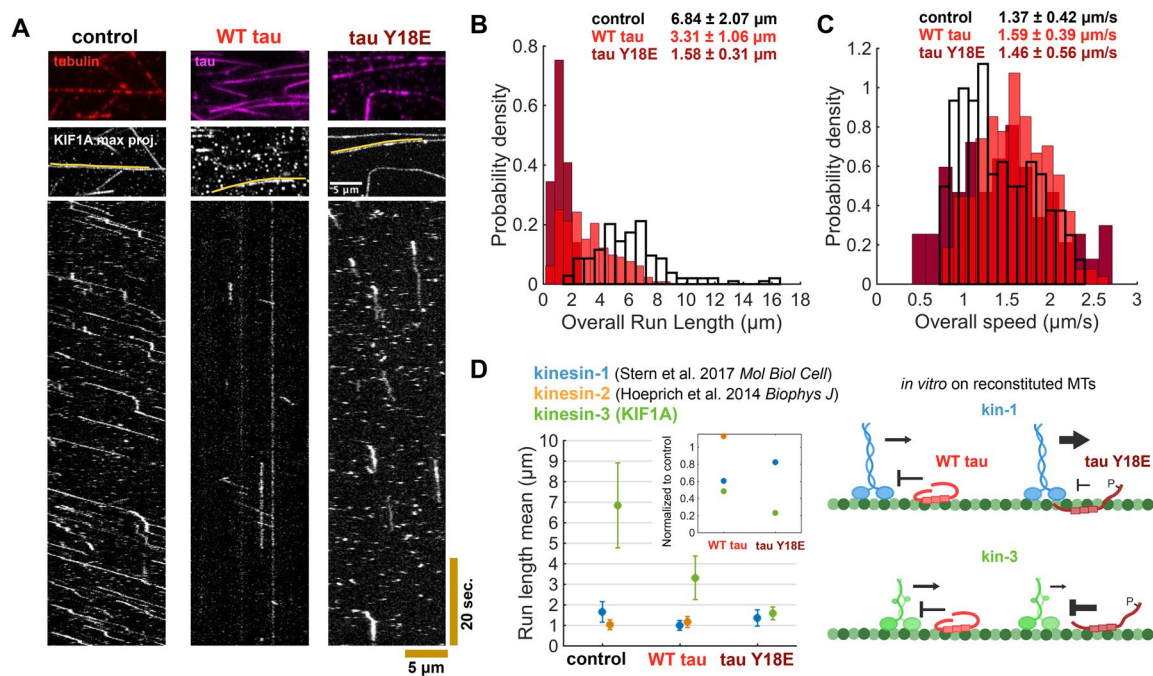 A
control
WT tau
tau Y18E
tubulin
tau
KIF1A max proj.
5 µm
20 sec.
5 µm
B
control 6.84 ± 2.07 µm
WT tau 3.31 ± 1.06 µm
tau Y18E 1.58 ± 0.31 µm
Probability density
0.8
0.6
0.4
0.2
0
0 2 4 6 8 10 12 14 16 18
Overall Run Length (µm)
C
control 1.37 ± 0.42 µm/s
WT tau 1.59 ± 0.39 µm/s
tau Y18E 1.46 ± 0.56 µm/s
Probability density
1.2
1
0.8
0.6
0.4
0.2
0
0 1 2 3
Overall speed (µm/s)
D
kinesin-1 (Stern et al. 2017 Mol Biol Cell)
kinesin-2 (Hoeprich et al. 2014 Biophys J)
kinesin-3 (KIF1A)
Run length mean (µm)
10
9
8
7
6
5
4
3
2
1
0
control WT tau tau Y18E
Normalized to control
1
0.8
0.6
0.4
0.2
0
WT tau tau Y18E
in vitro on reconstituted MTs
kin-1
WT tau
tau Y18E
P
kin-3
P